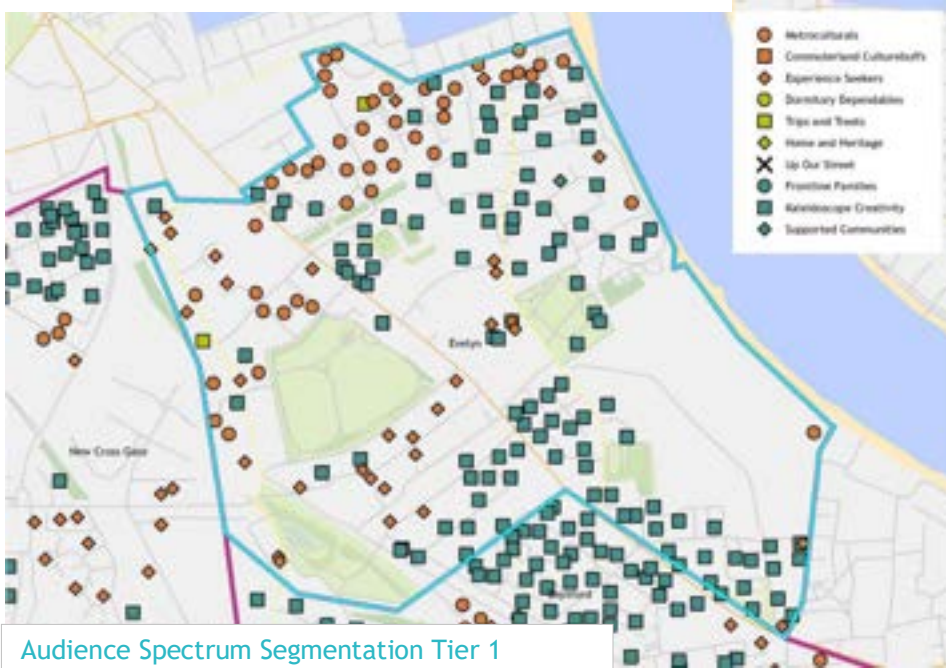 Metroculturals
Commuterland Culturebuffs
Experience Seekers
Dormitory Dependables
Trips and Treats
Home and Heritage
Up Our Street
Frontline Families
Kaleidoscope Creativity
Supported Communities
Evelyn
New Cross Gate
Audience Spectrum Segmentation Tier 1